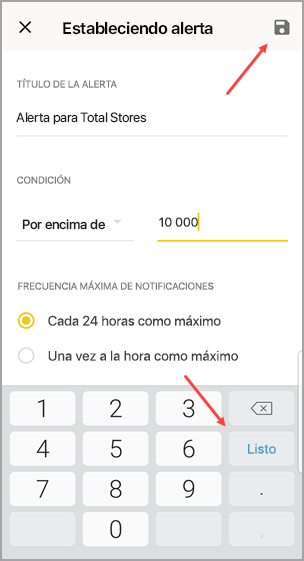 Estableciendo alerta
TÍTULO DE LA ALERTA
Alerta para Total Stores
CONDICIÓN
Por encima de 10 000
FRECUENCIA MÁXIMA DE NOTIFICACIONES
Cada 24 horas como máximo
Una vez a la hora como máximo
1 2 3
4 5 6 Listo
7 8 9 .
0 ,